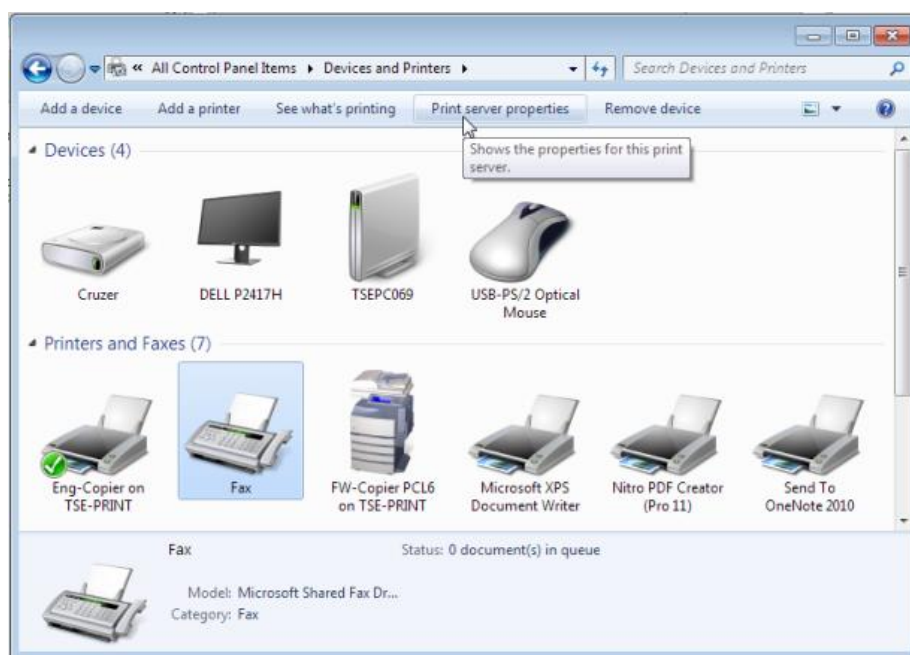 « All Control Panel Items ▸ Devices and Printers ▸
Search Devices and Printers
Add a device Add a printer See what's printing Print server properties Remove device
Shows the properties for this print
server.
Devices (4)
Cruzer DELL P2417H TSEPC069 USB-PS/2 Optical
Mouse
Printers and Faxes (7)
Eng-Copier on Fax FW-Copier PCL6 Microsoft XPS Nitro PDF Creator Send To
TSE-PRINT on TSE-PRINT Document Writer (Pro 11) OneNote 2010
Fax Status: 0 document(s) in queue
Model: Microsoft Shared Fax Dr...
Category: Fax